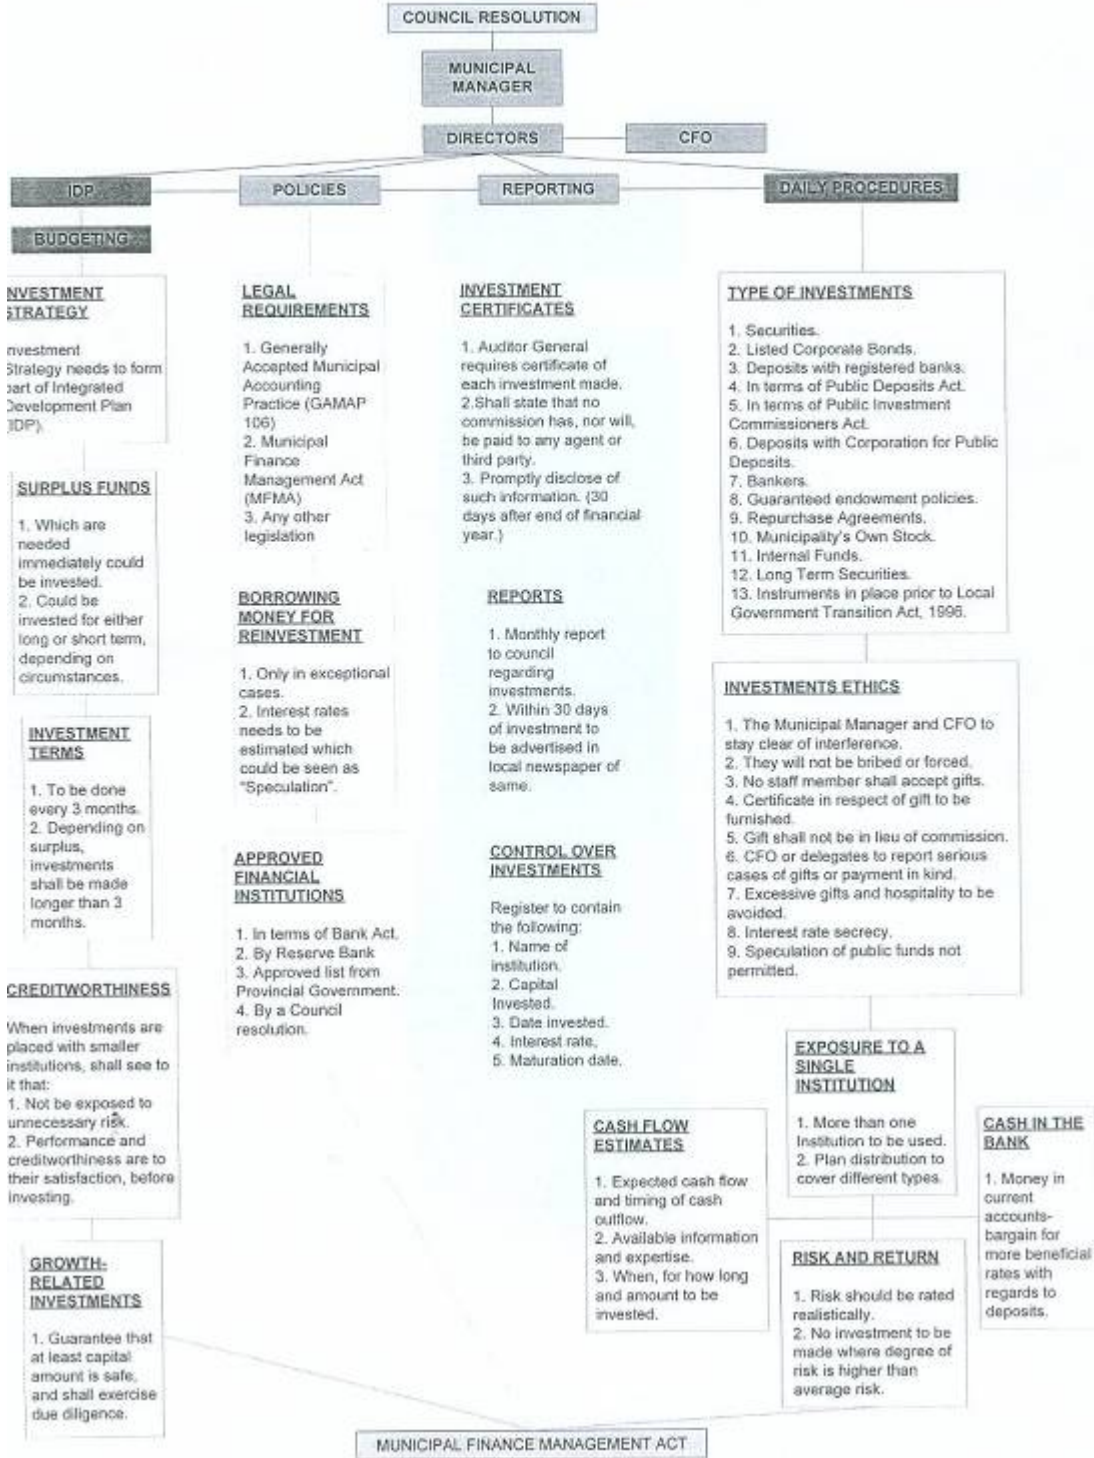 COUNCIL RESOLUTION
MUNICIPAL
MANAGER
DIRECTORS
CFO
IDP
POLICIES
REPORTING
DAILY PROCEDURES
BUDGETING
NVESTMENT
STRATEGY
nvestment
Strategy needs to form
part of Integrated
Development Plan
IDP).
SURPLUS FUNDS
1. Which are
needed
immediately could
be invested.
2. Could be
invested for either
long or short term,
depending on
circumstances.
INVESTMENT
TERMS
1. To be done
every 3 months.
2. Depending on
surplus,
investments
shall be made
longer than 3
months.
CREDITWORTHINESS
When investments are
placed with smaller
institutions, shall see to
it that:
1. Not be exposed to
unnecessary risk.
2. Performance and
creditworthiness are to
their satisfaction, before
investing.
GROWTH-
RELATED
INVESTMENTS
1. Guarantee that
at least capital
amount is safe,
and shall exercise
due diligence.
LEGAL
REQUIREMENTS
1. Generally
Accepted Municipal
Accounting
Practice (GAMAP
106)
2. Municipal
Finance
Management Act
(MFMA)
3. Any other
legislation
BORROWING
MONEY FOR
REINVESTMENT
1. Only in exceptional
cases.
2. Interest rates
needs to be
estimated which
could be seen as
"Speculation".
APPROVED
FINANCIAL
INSTITUTIONS
1. In terms of Bank Act.
2. By Reserve Bank
3. Approved list from
Provincial Government.
4. By a Council
resolution.
INVESTMENT
CERTIFICATES
1. Auditor General
requires certificate of
each investment made.
2.Shall state that no
commission has, nor will,
be paid to any agent or
third party.
3. Promptly disclose of
such information. (30
days after end of financial
year.)
REPORTS
1. Monthly report
to council
regarding
investments.
2. Within 30 days
of investment to
be advertised in
local newspaper of
same.
CONTROL OVER
INVESTMENTS
Register to contain
the following:
1. Name of
institution.
2. Capital
Invested.
3. Date invested.
4. Interest rate,
5. Maturation date.
TYPE OF INVESTMENTS
1. Securities.
2. Listed Corporate Bonds.
3. Deposits with registered banks.
4. In terms of Public Deposits Act.
5. In terms of Public Investment
Commissioners Act.
6. Deposits with Corporation for Public
Deposits.
7. Bankers.
8. Guaranteed endowment policies.
9. Repurchase Agreements.
10. Municipality's Own Stock.
11. Internal Funds.
12. Long Term Securities.
13. Instruments in place prior to Local
Government Transition Act, 1996.
INVESTMENTS ETHICS
1. The Municipal Manager and CFO to
stay clear of interference.
2. They will not be bribed or forced.
3. No staff member shall accept gifts.
4. Certificate in respect of gift to be
furnished.
5. Gift shall not be in lieu of commission.
6. CFO or delegates to report serious
cases of gifts or payment in kind.
7. Excessive gifts and hospitality to be
avoided.
8. Interest rate secrecy.
9. Speculation of public funds not
permitted.
EXPOSURE TO A
SINGLE
INSTITUTION
1. More than one
Institution to be used.
2. Plan distribution to
cover different types.
CASH FLOW
ESTIMATES
1. Expected cash flow
and timing of cash
outflow.
2. Available information
and expertise.
3. When, for how long
and amount to be
invested.
CASH IN THE
BANK
1. Money in
current
accounts-
bargain for
more beneficial
rates with
regards to
deposits.
RISK AND RETURN
1. Risk should be rated
realistically.
2. No investment to be
made where degree of
risk is higher than
average risk.
MUNICIPAL FINANCE MANAGEMENT ACT